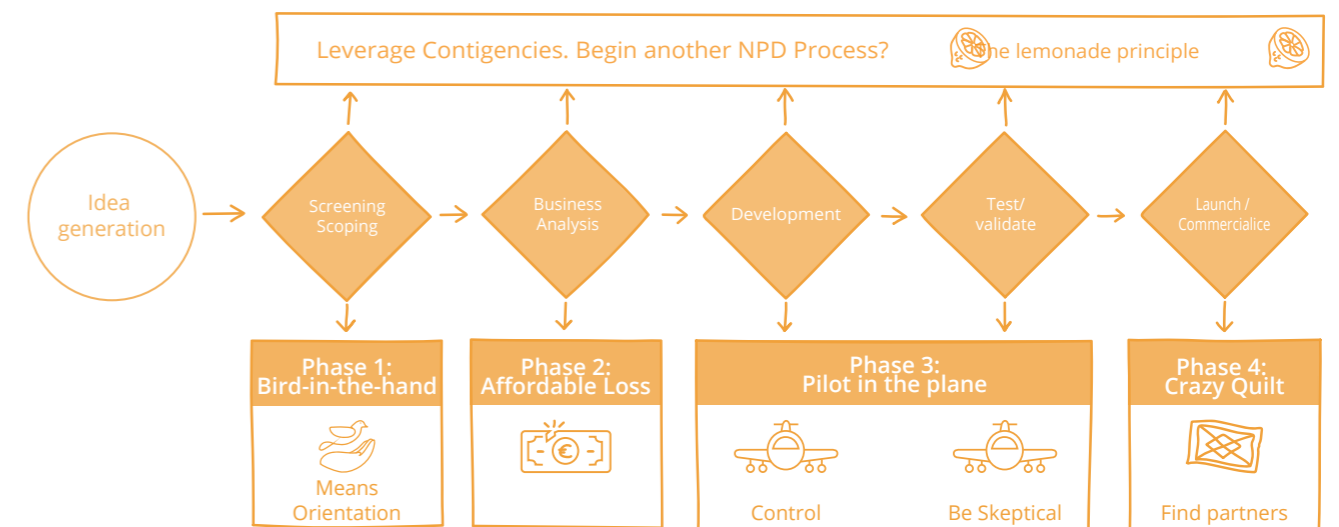 Leverage Contigencies. Begin another NPD Process?
he lemonade principle
Idea
generation
Screening
Scoping
Business
Analysis
Development
Test/
validate
Launch /
Commercialice
Phase 1:
Bird-in-the-hand
Means
Orientation
Phase 2:
Affordable Loss
€
Phase 3:
Pilot in the plane
Control
Be Skeptical
Phase 4:
Crazy Quilt
Find partners